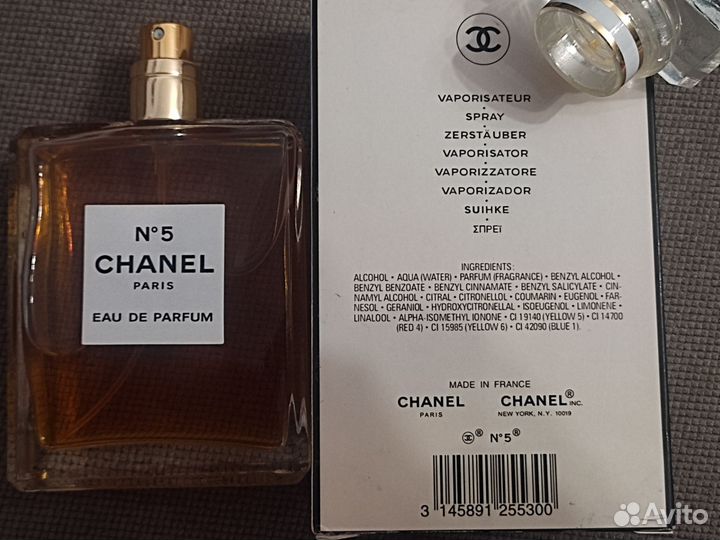 N°5
CHANEL
PARIS
EAU DE PARFUM
VAPORISATEUR
SPRAY
ZERSTÄUBER
VAPORISATOR
VAPORIZZATORE
VAPORIZADOR
SUIHKE
ΣΠΡΕΪ
INGREDIENTS:
ALCOHOL • AQUA (WATER) • PARFUM (FRAGRANCE) • BENZYL ALCOHOL •
BENZYL BENZOATE • BENZYL CINNAMATE • BENZYL SALICYLATE • CIN-
NAMYL ALCOHOL • CITRAL • CITRONELLOL • COUMARIN • EUGENOL • FAR-
NESOL • GERANIOL • HYDROXYCITRONELLAL • ISOEUGENOL • LIMONENE •
LINALOOL • ALPHA-ISOMETHYL IONONE • CI 19140 (YELLOW 5) • CI 14700
(RED 4) • CI 15985 (YELLOW 6) • CI 42090 (BLUE 1).
MADE IN FRANCE
CHANEL CHANEL® INC.
PARIS NEW YORK, N.Y. 10019
® N°5®
3 145891 255300
Avito